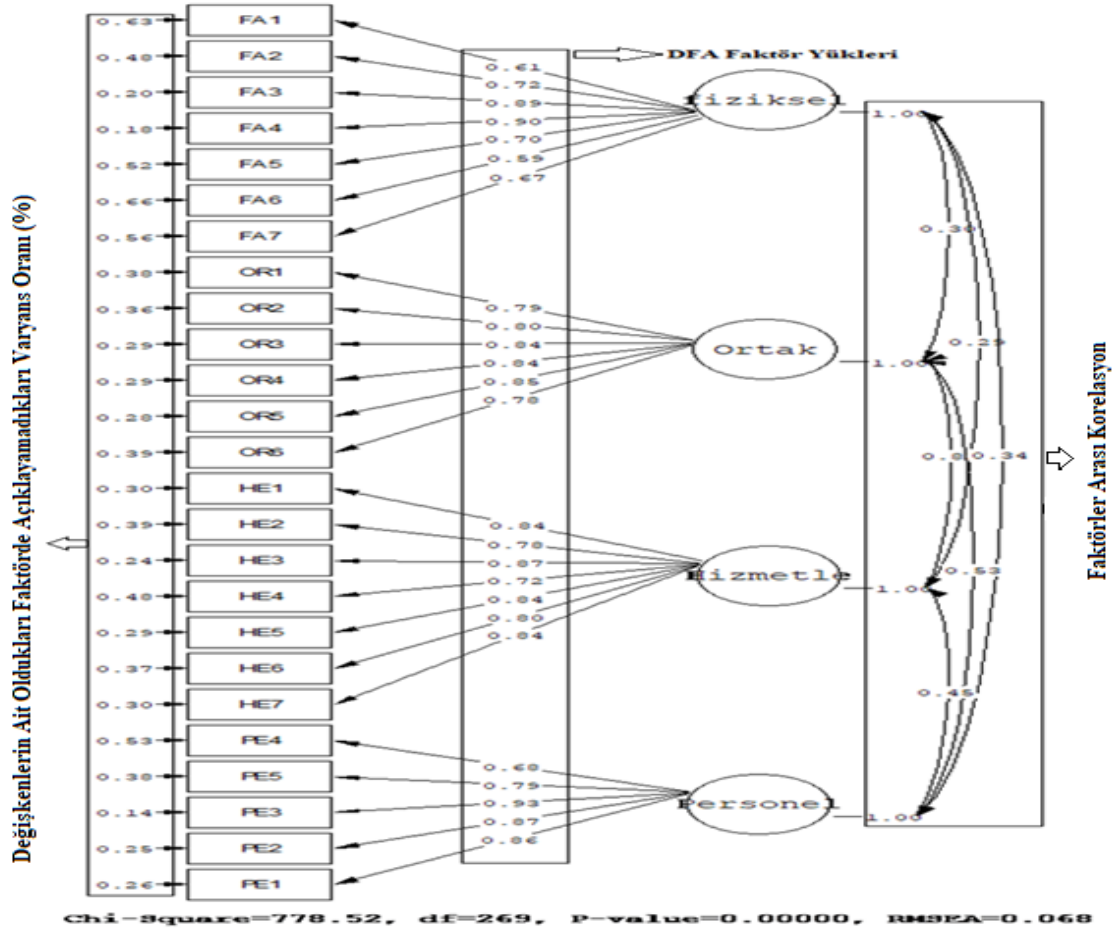 DFA Faktör Yükleri
Değişkenlerin Ait Oldukları Faktörde Açıklayamadıkları Varyans Oranı (%)
Faktörler Arası Korelasyon
0.63 FA1
0.48 FA2
0.20 FA3
0.18 FA4
0.52 FA5
0.66 FA6
0.56 FA7
0.38 OR1
0.36 OR2
0.29 OR3
0.29 OR4
0.28 OR5
0.39 OR6
0.30 HE1
0.39 HE2
0.24 HE3
0.48 HE4
0.29 HE5
0.37 HE6
0.30 HE7
0.53 PE4
0.38 PE5
0.14 PE3
0.25 PE2
0.26 PE1
0.61
0.72
0.89
0.90
0.70
0.59
0.67
0.79
0.80
0.84
0.84
0.85
0.78
0.84
0.78
0.87
0.72
0.84
0.80
0.84
0.68
0.79
0.93
0.87
0.86
fiziksel
Ortak
Hizmetle
Personel
1.00
1.00
1.00
1.00
0.29
0.8
0.34
0.53
0.45
Chi-Square=778.52, df=269, P-value=0.00000, RMSEA=0.068